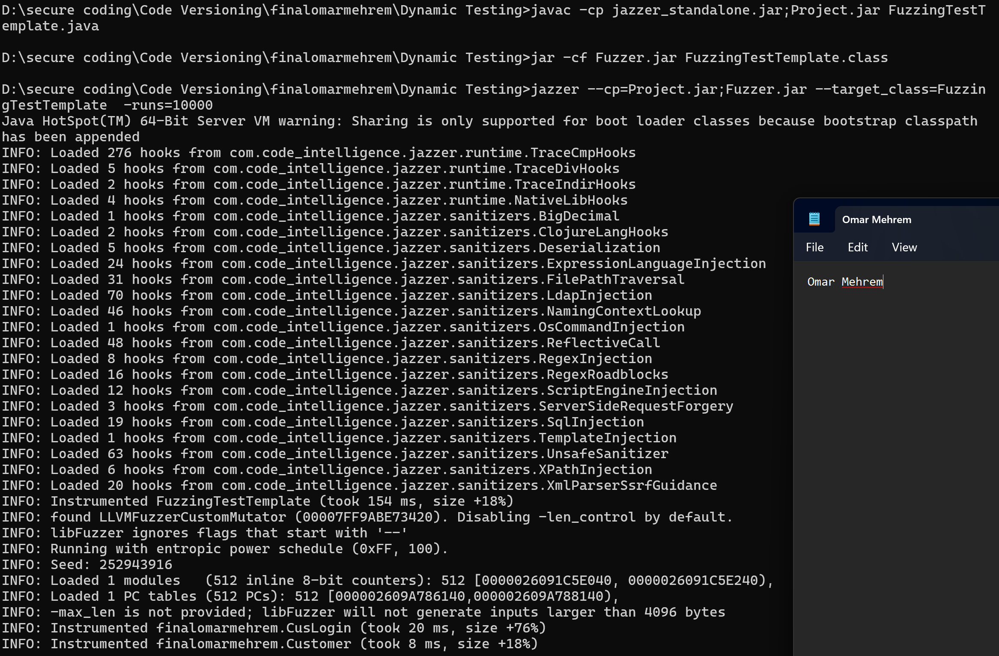 D:\secure coding\Code Versioning\finalomarmehrem\Dynamic Testing>javac -cp jazzer_standalone.jar;Project.jar FuzzingTestT
emplate.java
D:\secure coding\Code Versioning\finalomarmehrem\Dynamic Testing>jar -cf Fuzzer.jar FuzzingTestTemplate.class
D:\secure coding\Code Versioning\finalomarmehrem\Dynamic Testing>jazzer --cp=Project.jar;Fuzzer.jar --target_class=Fuzzin
gTestTemplate  -runs=10000
Java HotSpot(TM) 64-Bit Server VM warning: Sharing is only supported for boot loader classes because bootstrap classpath
has been appended
INFO: Loaded 276 hooks from com.code_intelligence.jazzer.runtime.TraceCmpHooks
INFO: Loaded 5 hooks from com.code_intelligence.jazzer.runtime.TraceDivHooks
INFO: Loaded 2 hooks from com.code_intelligence.jazzer.runtime.TraceIndirHooks
INFO: Loaded 4 hooks from com.code_intelligence.jazzer.runtime.NativeLibHooks
INFO: Loaded 1 hooks from com.code_intelligence.jazzer.sanitizers.BigDecimal
INFO: Loaded 2 hooks from com.code_intelligence.jazzer.sanitizers.ClojureLangHooks
INFO: Loaded 5 hooks from com.code_intelligence.jazzer.sanitizers.Deserialization
INFO: Loaded 24 hooks from com.code_intelligence.jazzer.sanitizers.ExpressionLanguageInjection
INFO: Loaded 31 hooks from com.code_intelligence.jazzer.sanitizers.FilePathTraversal
INFO: Loaded 70 hooks from com.code_intelligence.jazzer.sanitizers.LdapInjection
INFO: Loaded 46 hooks from com.code_intelligence.jazzer.sanitizers.NamingContextLookup
INFO: Loaded 1 hooks from com.code_intelligence.jazzer.sanitizers.OsCommandInjection
INFO: Loaded 48 hooks from com.code_intelligence.jazzer.sanitizers.ReflectiveCall
INFO: Loaded 8 hooks from com.code_intelligence.jazzer.sanitizers.RegexInjection
INFO: Loaded 16 hooks from com.code_intelligence.jazzer.sanitizers.RegexRoadblocks
INFO: Loaded 12 hooks from com.code_intelligence.jazzer.sanitizers.ScriptEngineInjection
INFO: Loaded 3 hooks from com.code_intelligence.jazzer.sanitizers.ServerSideRequestForgery
INFO: Loaded 19 hooks from com.code_intelligence.jazzer.sanitizers.SqlInjection
INFO: Loaded 1 hooks from com.code_intelligence.jazzer.sanitizers.TemplateInjection
INFO: Loaded 63 hooks from com.code_intelligence.jazzer.sanitizers.UnsafeSanitizer
INFO: Loaded 6 hooks from com.code_intelligence.jazzer.sanitizers.XPathInjection
INFO: Loaded 20 hooks from com.code_intelligence.jazzer.sanitizers.XmlParserSsrfGuidance
INFO: Instrumented FuzzingTestTemplate (took 154 ms, size +18%)
INFO: found LLVMFuzzerCustomMutator (00007FF9ABE73420). Disabling -len_control by default.
INFO: libFuzzer ignores flags that start with '--'
INFO: Running with entropic power schedule (0xFF, 100).
INFO: Seed: 252943916
INFO: Loaded 1 modules   (512 inline 8-bit counters): 512 [0000026091C5E040, 0000026091C5E240),
INFO: Loaded 1 PC tables (512 PCs): 512 [000002609A786140,000002609A788140),
INFO: -max_len is not provided; libFuzzer will not generate inputs larger than 4096 bytes
INFO: Instrumented finalomarmehrem.CusLogin (took 20 ms, size +76%)
INFO: Instrumented finalomarmehrem.Customer (took 8 ms, size +18%)
Omar Mehrem
File Edit View
Omar Mehrem